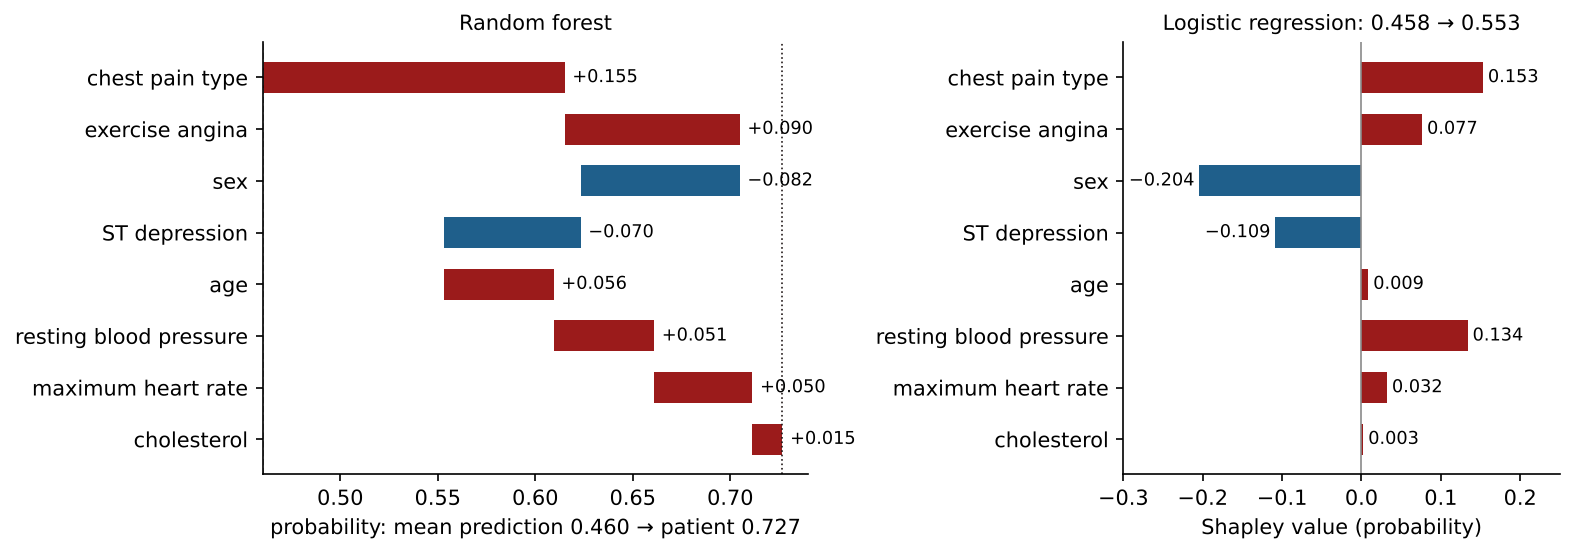 Random forest
chest pain type
+0.155
exercise angina
+0.090
sex
−0.082
ST depression
−0.070
age
+0.056
resting blood pressure
+0.051
maximum heart rate
+0.050
cholesterol
+0.015
0.50 0.55 0.60 0.65 0.70
probability: mean prediction 0.460 → patient 0.727
Logistic regression: 0.458 → 0.553
chest pain type
0.153
exercise angina
0.077
sex
−0.204
ST depression
−0.109
age
0.009
resting blood pressure
0.134
maximum heart rate
0.032
cholesterol
0.003
−0.3 −0.2 −0.1 0.0 0.1 0.2
Shapley value (probability)